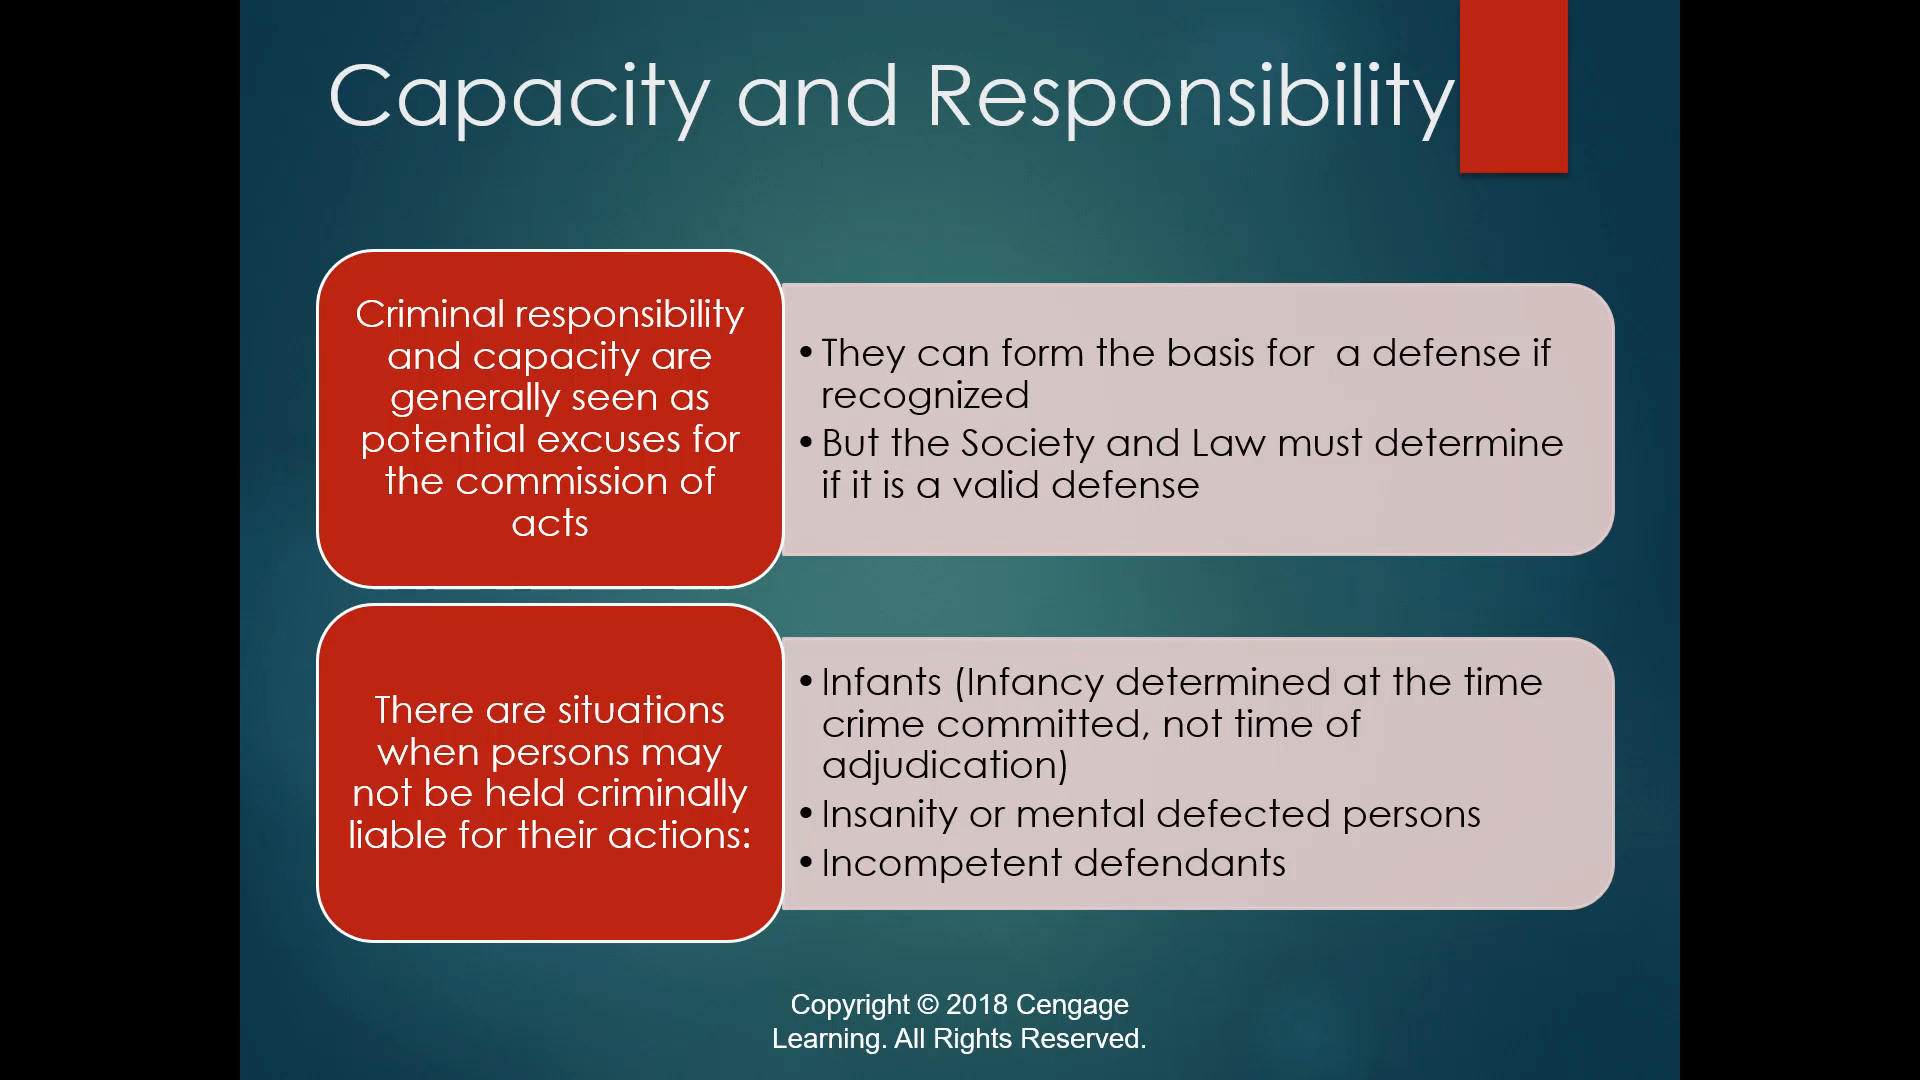 Capacity and Responsibility
Criminal responsibility
and capacity are
generally seen as
potential excuses for
the commission of
acts
• They can form the basis for  a defense if
recognized
• But the Society and Law must determine
if it is a valid defense
There are situations
when persons may
not be held criminally
liable for their actions:
• Infants (Infancy determined at the time
crime committed, not time of
adjudication)
• Insanity or mental defected persons
• Incompetent defendants
Copyright © 2018 Cengage
Learning. All Rights Reserved.